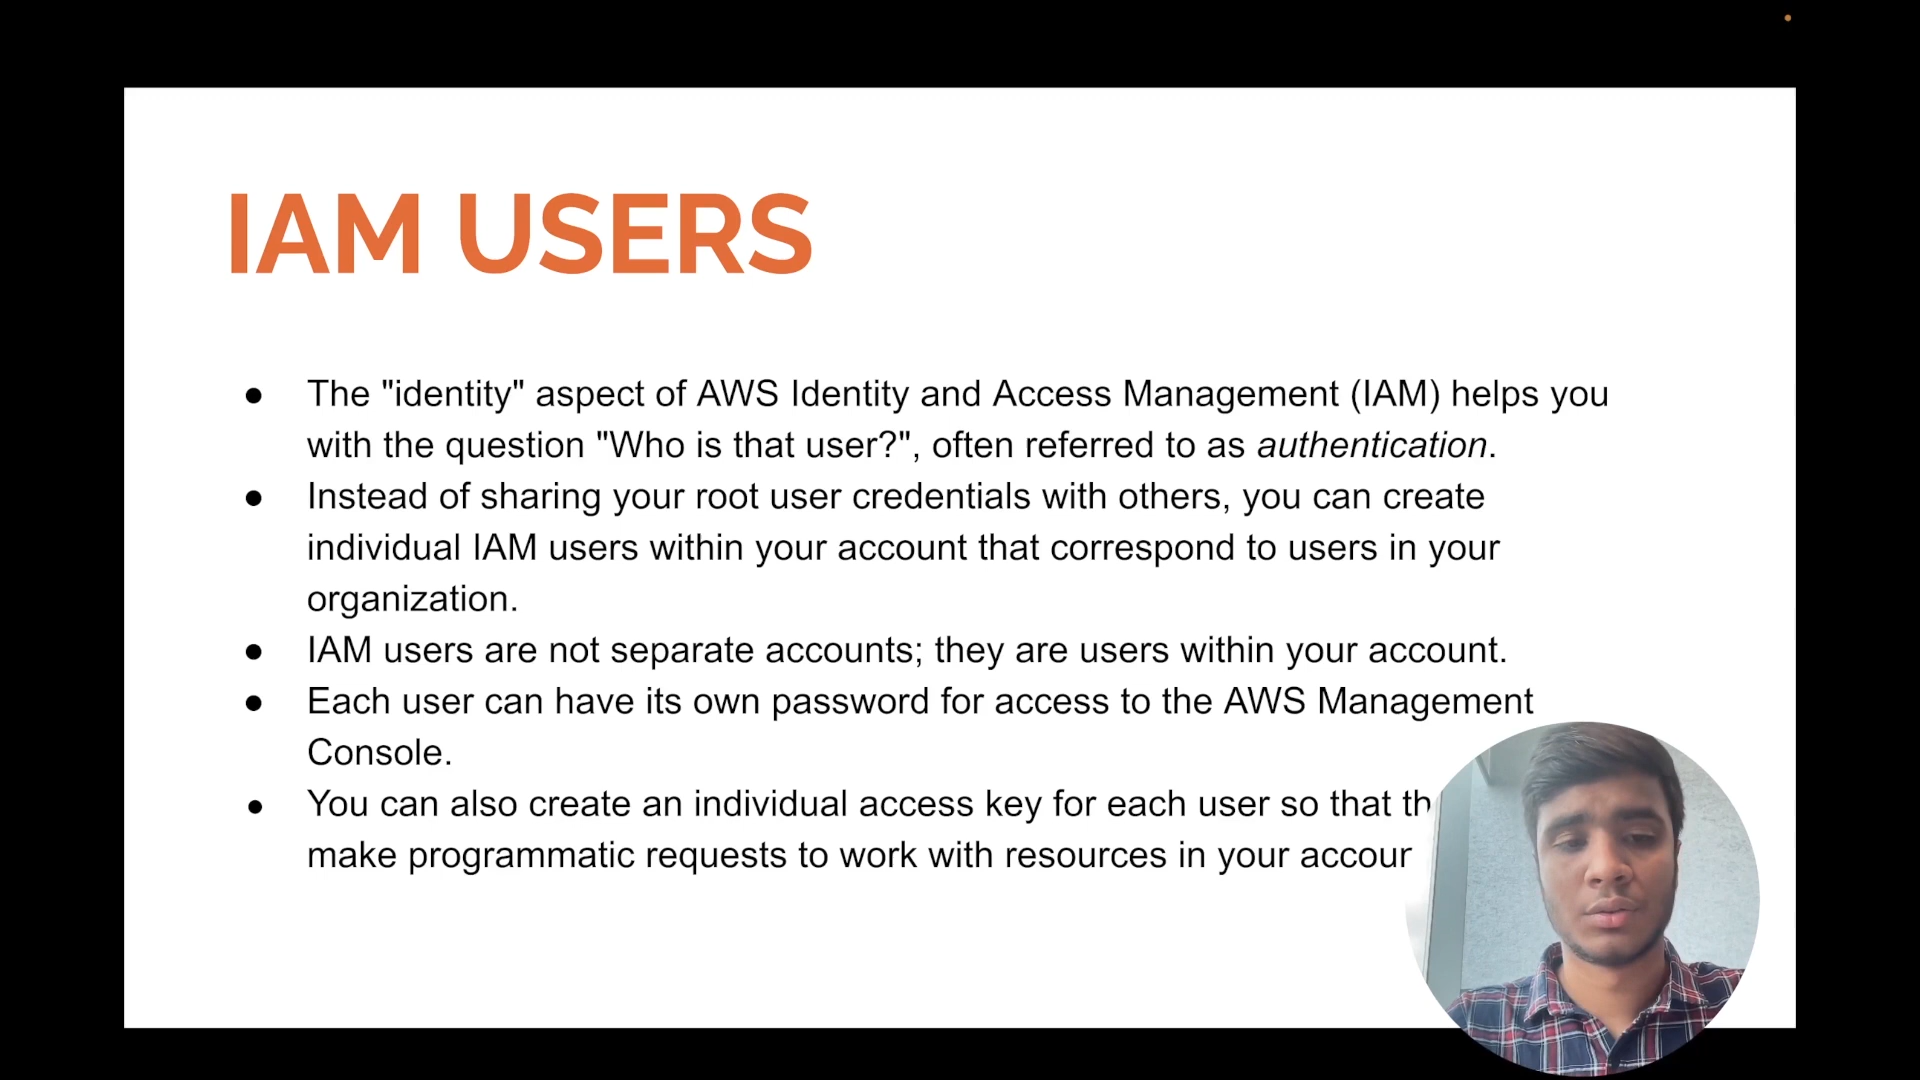 IAM USERS
● The "identity" aspect of AWS Identity and Access Management (IAM) helps you
with the question "Who is that user?", often referred to as authentication.
● Instead of sharing your root user credentials with others, you can create
individual IAM users within your account that correspond to users in your
organization.
● IAM users are not separate accounts; they are users within your account.
● Each user can have its own password for access to the AWS Management
Console.
● You can also create an individual access key for each user so that
make programmatic requests to work with resources in your